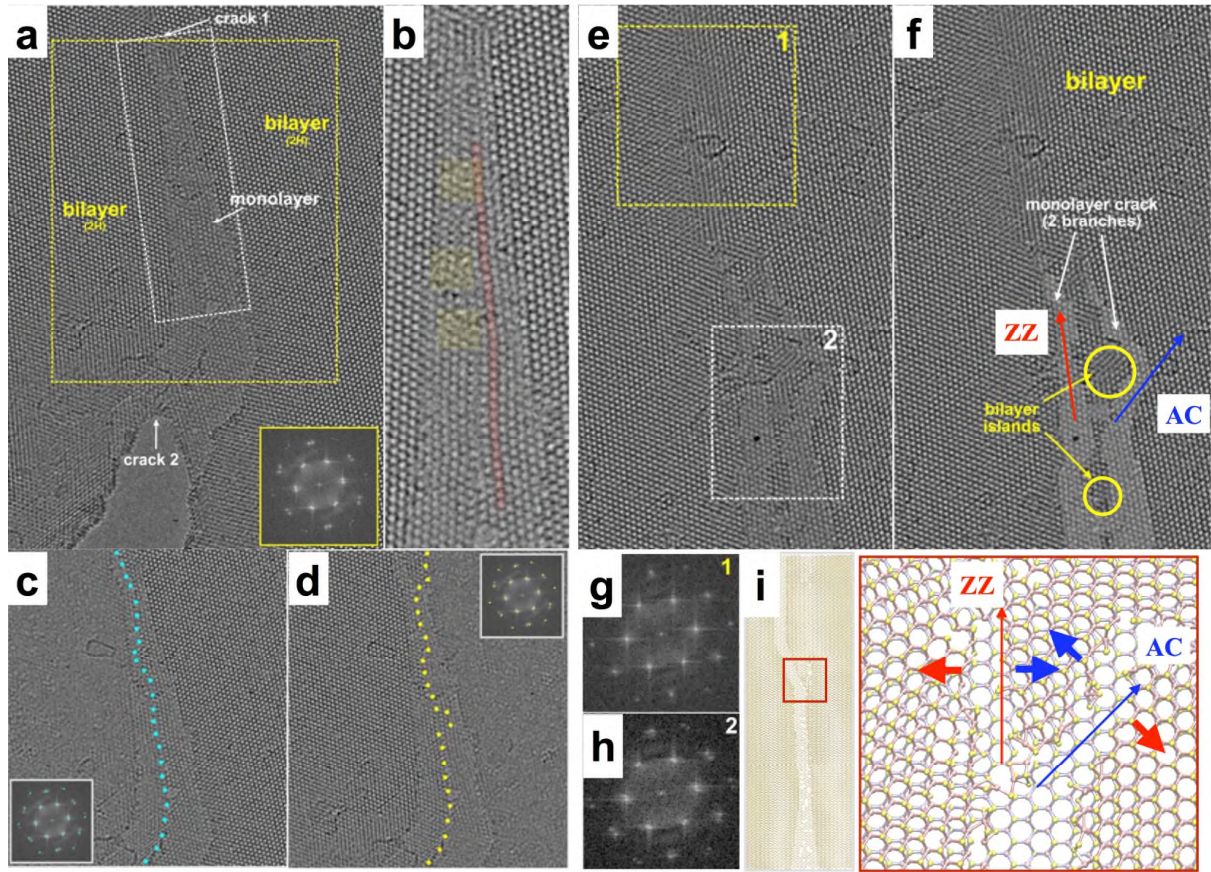 a
crack 1
bilayer
(2H)
bilayer
(2H)
monolayer
crack 2
b
c
d
e
1
2
f
bilayer
monolayer crack
(2 branches)
ZZ
bilayer
islands
AC
g
1
h
2
i
ZZ
AC